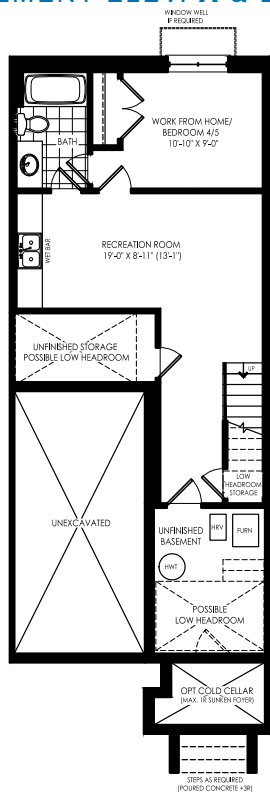 WINDOW WELL
IF REQUIRED
WORK FROM HOME/
BEDROOM 4/5
10'-10" X 9'-0"
BATH
RECREATION ROOM
19'-0" X 8'-11" (13'-1")
WET BAR
UNFINISHED STORAGE
POSSIBLE LOW HEADROOM
UP
LOW
HEADROOM
STORAGE
UNEXCAVATED
UNFINISHED
BASEMENT
HRV
FURN
HWT
POSSIBLE
LOW HEADROOM
OPT COLD CELLAR
(MAX. 1R SUNKEN FOYER)
STEPS AS REQUIRED
(POURED CONCRETE +3R)